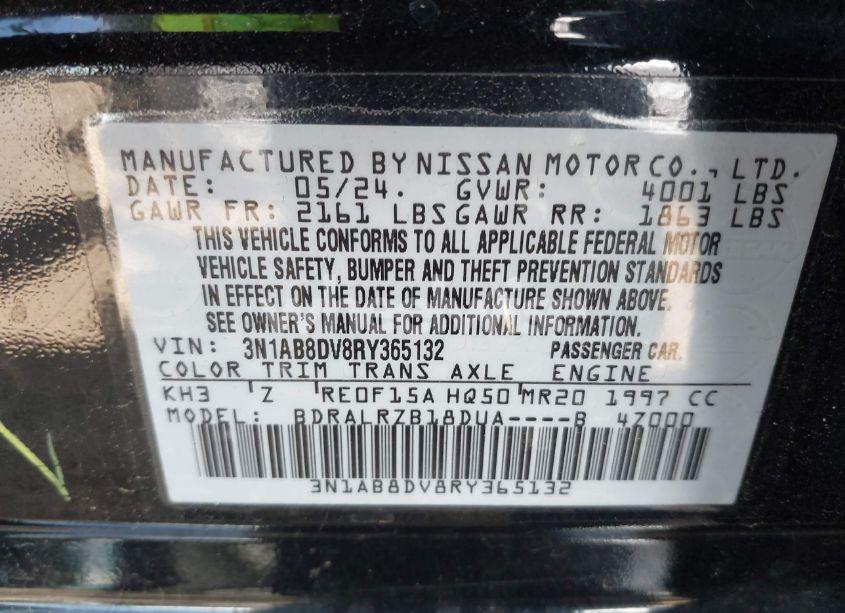 MANUFACTURED BY NISSAN MOTOR CO., LTD.
DATE: 05/24. GVWR: 4001 LBS
GAWR FR: 2161 LBS GAWR RR: 1863 LBS
THIS VEHICLE CONFORMS TO ALL APPLICABLE FEDERAL MOTOR
VEHICLE SAFETY, BUMPER AND THEFT PREVENTION STANDARDS
IN EFFECT ON THE DATE OF MANUFACTURE SHOWN ABOVE.
SEE OWNER'S MANUAL FOR ADDITIONAL INFORMATION.
VIN: 3N1AB8DV8RY365132 PASSENGER CAR.
COLOR TRIM TRANS AXLE ENGINE
KH3 Z RE0F15A HQ50 MR20 1997 CC
MODEL: BDRALRZB18DUA----B 4Z000
3N1AB8DV8RY365132